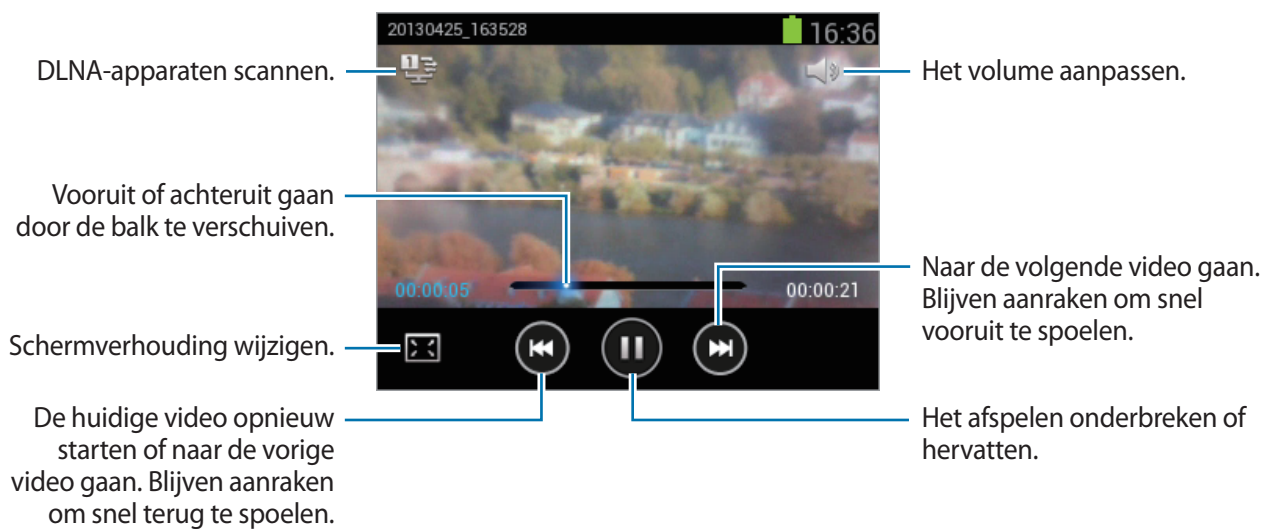 20130425_163528
16:36
DLNA-apparaten scannen.
1
Het volume aanpassen.
Vooruit of achteruit gaan
door de balk te verschuiven.
00:00:05
00:00:21
Naar de volgende video gaan.
Blijven aanraken om snel
vooruit te spoelen.
Schermverhouding wijzigen.
De huidige video opnieuw
starten of naar de vorige
video gaan. Blijven aanraken
om snel terug te spoelen.
Het afspelen onderbreken of
hervatten.